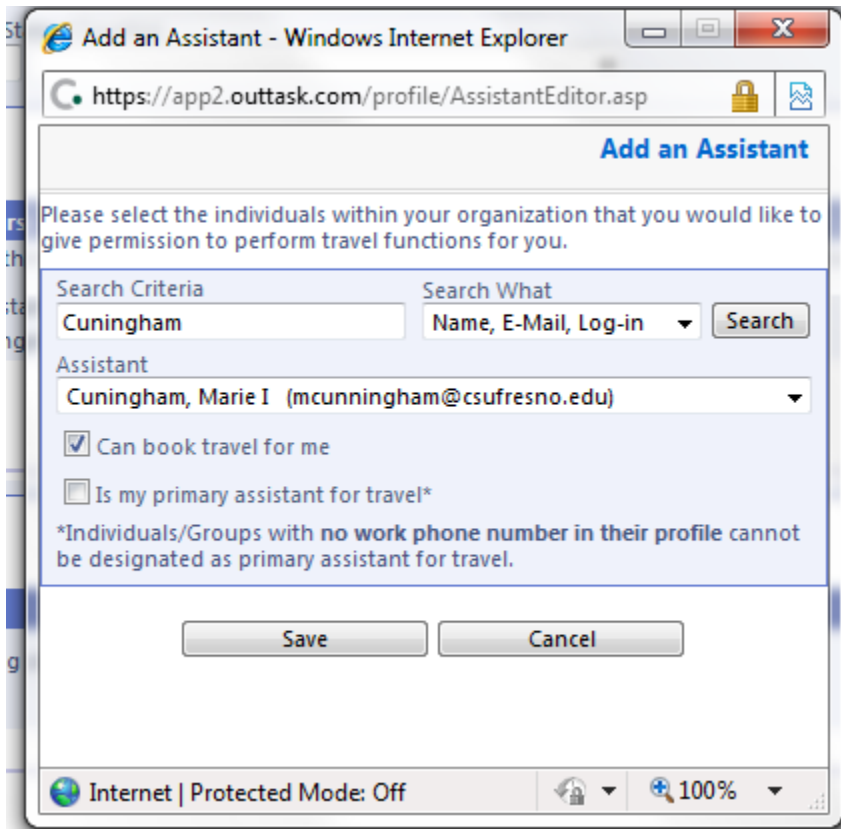 St
Add an Assistant - Windows Internet Explorer
https://app2.outtask.com/profile/AssistantEditor.asp
Add an Assistant
Please select the individuals within your organization that you would like to
give permission to perform travel functions for you.
Search Criteria
Search What
Cuningham
Name, E-Mail, Log-in
Search
Assistant
Cuningham, Marie I (mcunningham@csufresno.edu)
Can book travel for me
Is my primary assistant for travel*
*Individuals/Groups with no work phone number in their profile cannot
be designated as primary assistant for travel.
Save
Cancel
Internet | Protected Mode: Off
100%